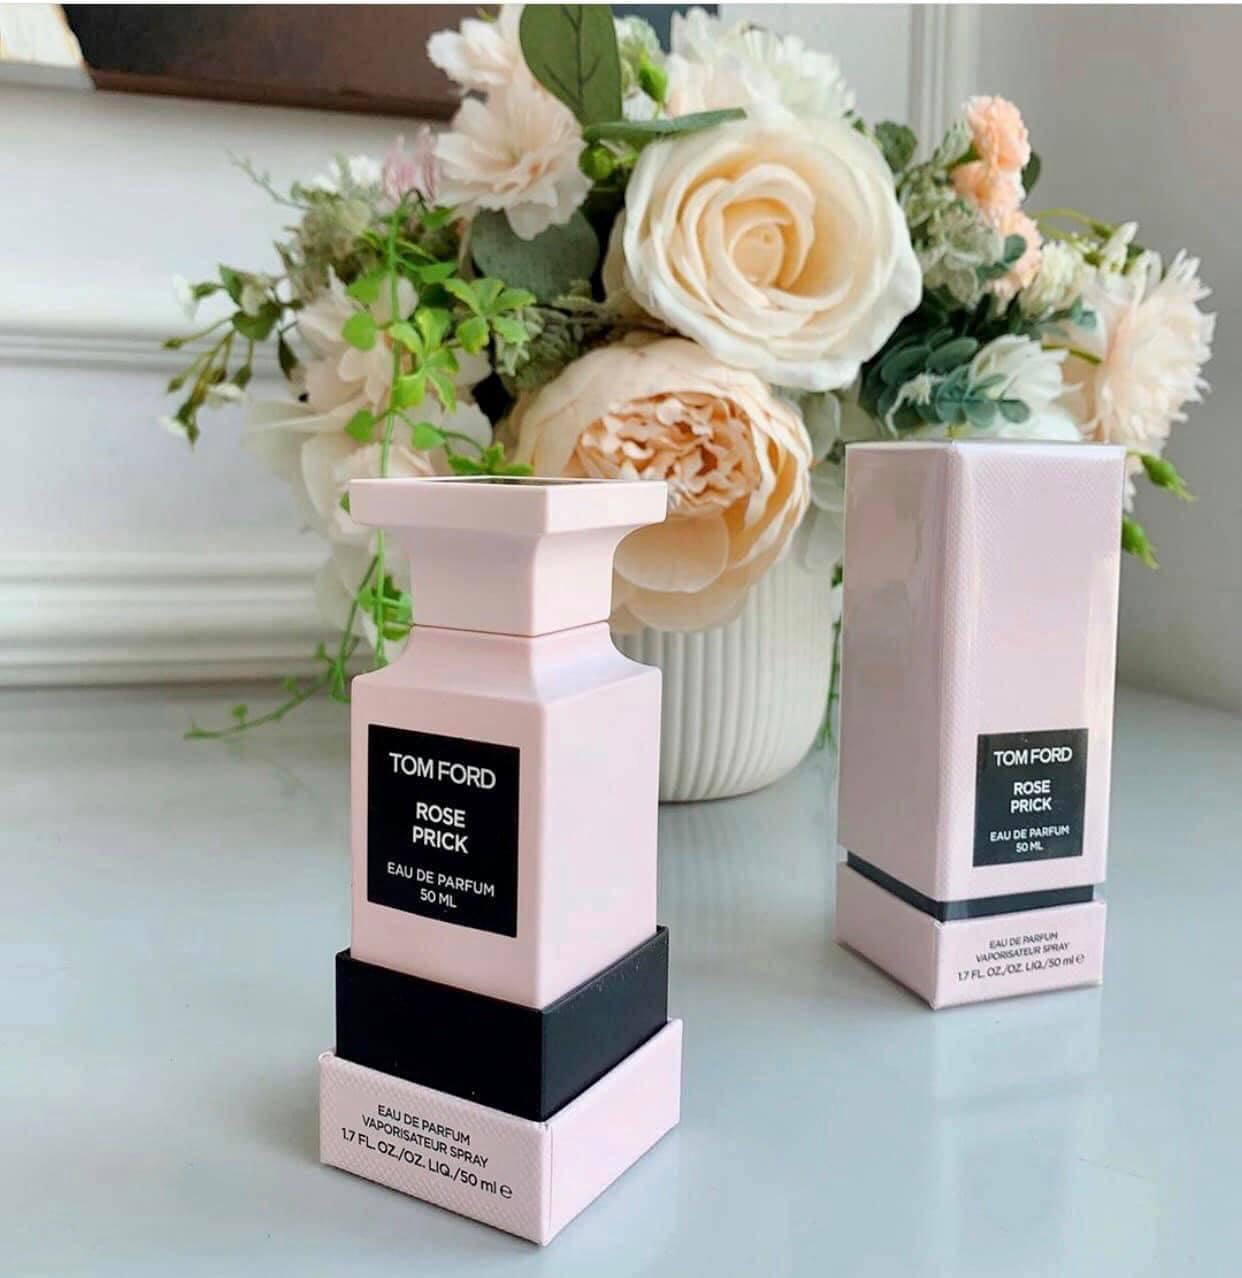 TOM FORD
ROSE
PRICK
EAU DE PARFUM
50 ML
EAU DE PARFUM
VAPORISATEUR SPRAY
1.7 FL. OZ./OZ. LIQ./50 ml ℮
TOM FORD
ROSE
PRICK
EAU DE PARFUM
50 ML
EAU DE PARFUM
VAPORISATEUR SPRAY
1.7 FL. OZ./OZ. LIQ./50 ml ℮